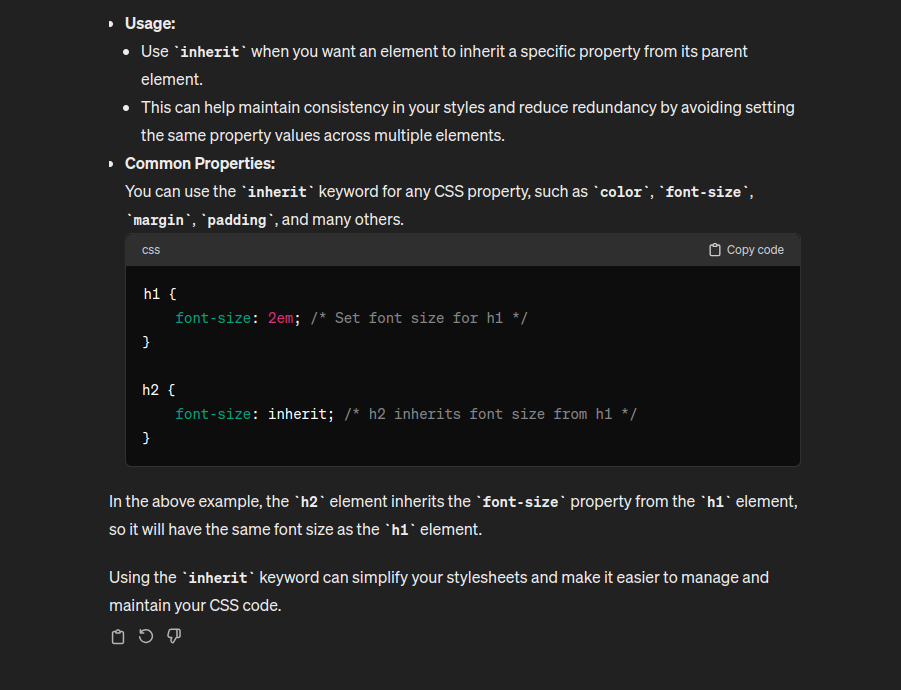 Usage:
Use `inherit` when you want an element to inherit a specific property from its parent
element.
This can help maintain consistency in your styles and reduce redundancy by avoiding setting
the same property values across multiple elements.
Common Properties:
You can use the `inherit` keyword for any CSS property, such as `color`, `font-size`,
`margin`, `padding`, and many others.
css Copy code
h1 {
    font-size: 2em; /* Set font size for h1 */
}
h2 {
    font-size: inherit; /* h2 inherits font size from h1 */
}
In the above example, the `h2` element inherits the `font-size` property from the `h1` element,
so it will have the same font size as the `h1` element.
Using the `inherit` keyword can simplify your stylesheets and make it easier to manage and
maintain your CSS code.